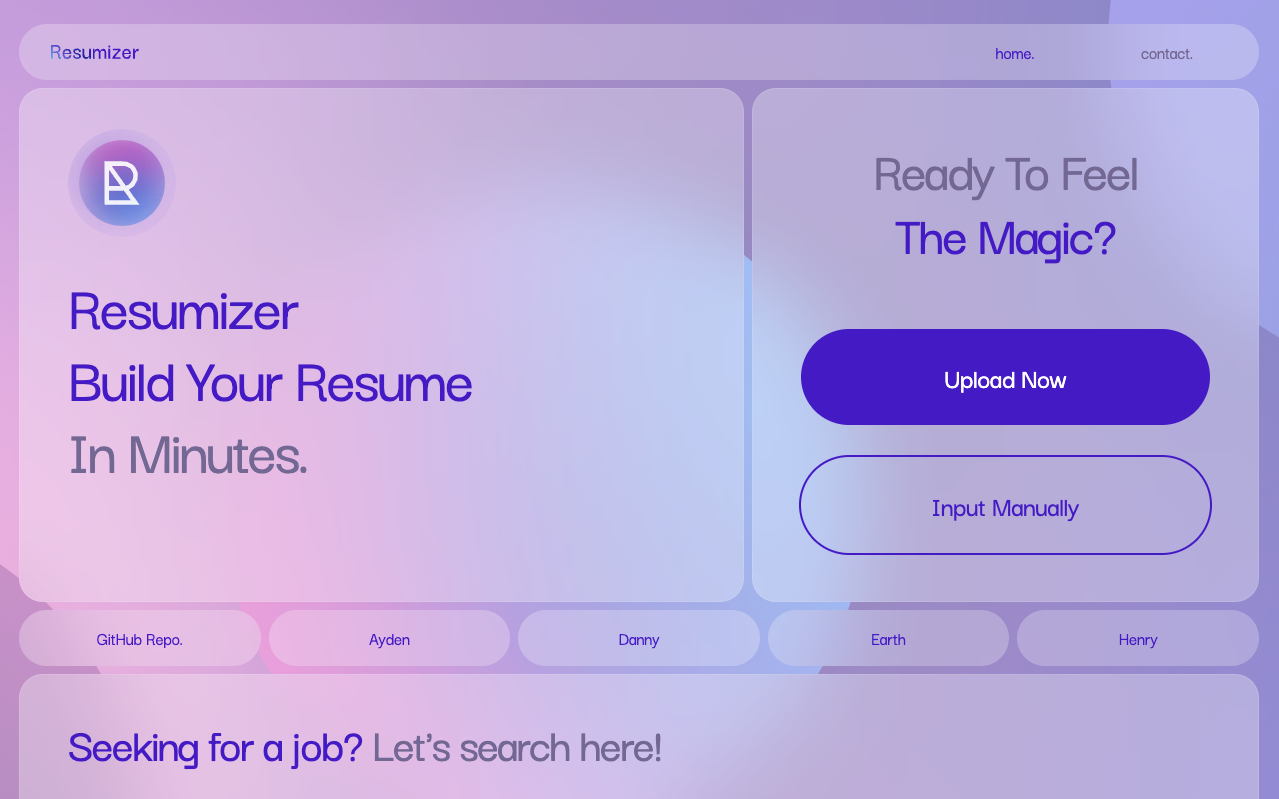 Resumizer
home.
contact.
R
Resumizer
Build Your Resume
In Minutes.
Ready To Feel
The Magic?
Upload Now
Input Manually
GitHub Repo.
Ayden
Danny
Earth
Henry
Seeking for a job? Let's search here!